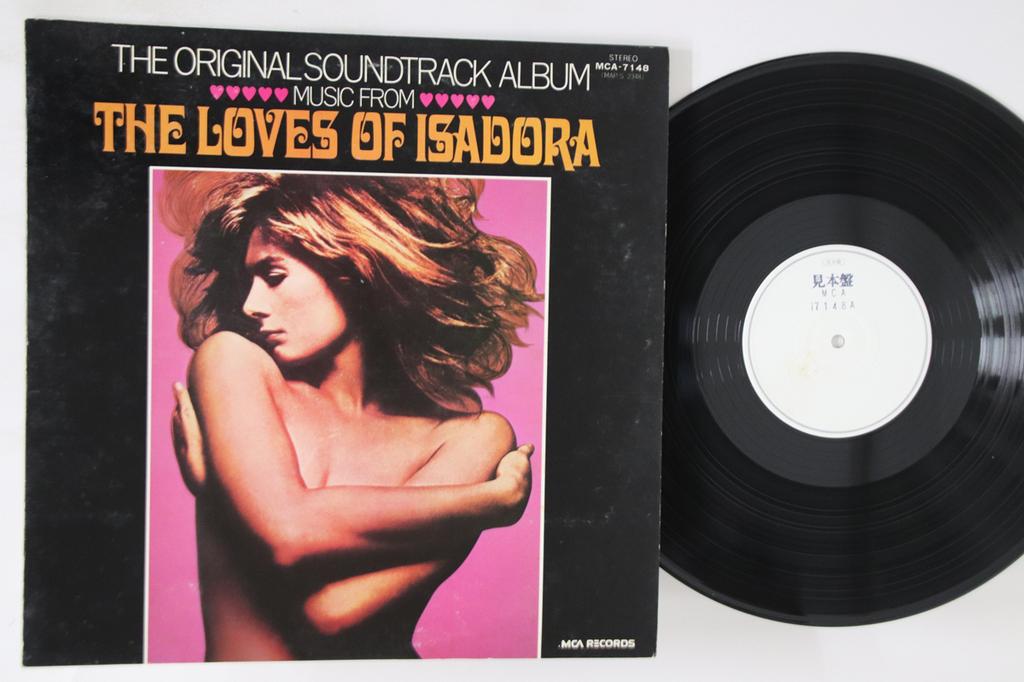 THE ORIGINAL SOUNDTRACK ALBUM
STEREO
MCA-7148
♥♥♥♥♥ MUSIC FROM ♥♥♥♥♥
THE LOVES OF ISADORA
MCA RECORDS
見本盤
MCA
17148A